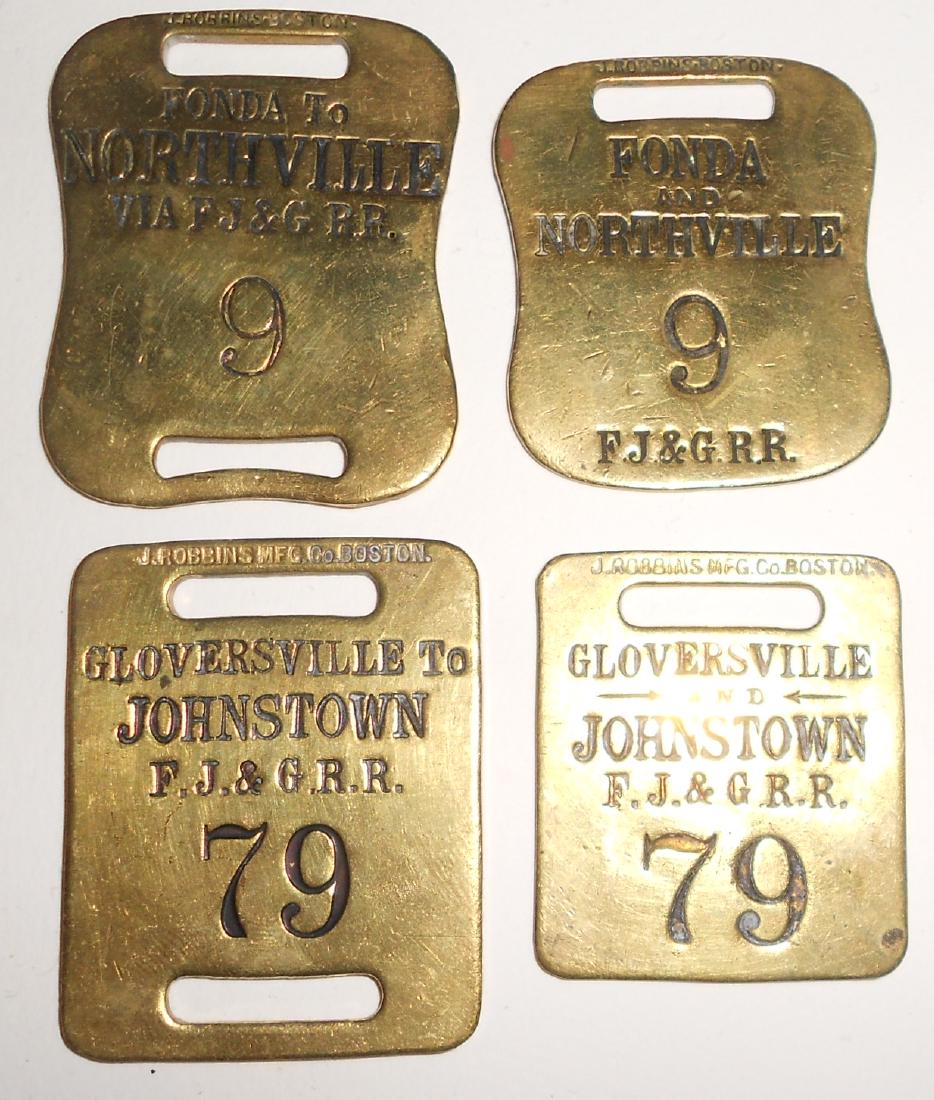 J.ROBBINS-BOSTON.
FONDA To
NORTHVILLE
VIA F.J.& G. R.R.
9
J.ROBBINS-BOSTON.
FONDA
AND
NORTHVILLE
9
F.J.& G.R.R.
J.ROBBINS MFG.Co.BOSTON.
GLOVERSVILLE To
JOHNSTOWN
F.J.& G.R.R.
79
J.ROBBINS MFG.Co.BOSTON.
GLOVERSVILLE
AND
JOHNSTOWN
F.J.& G.R.R.
79